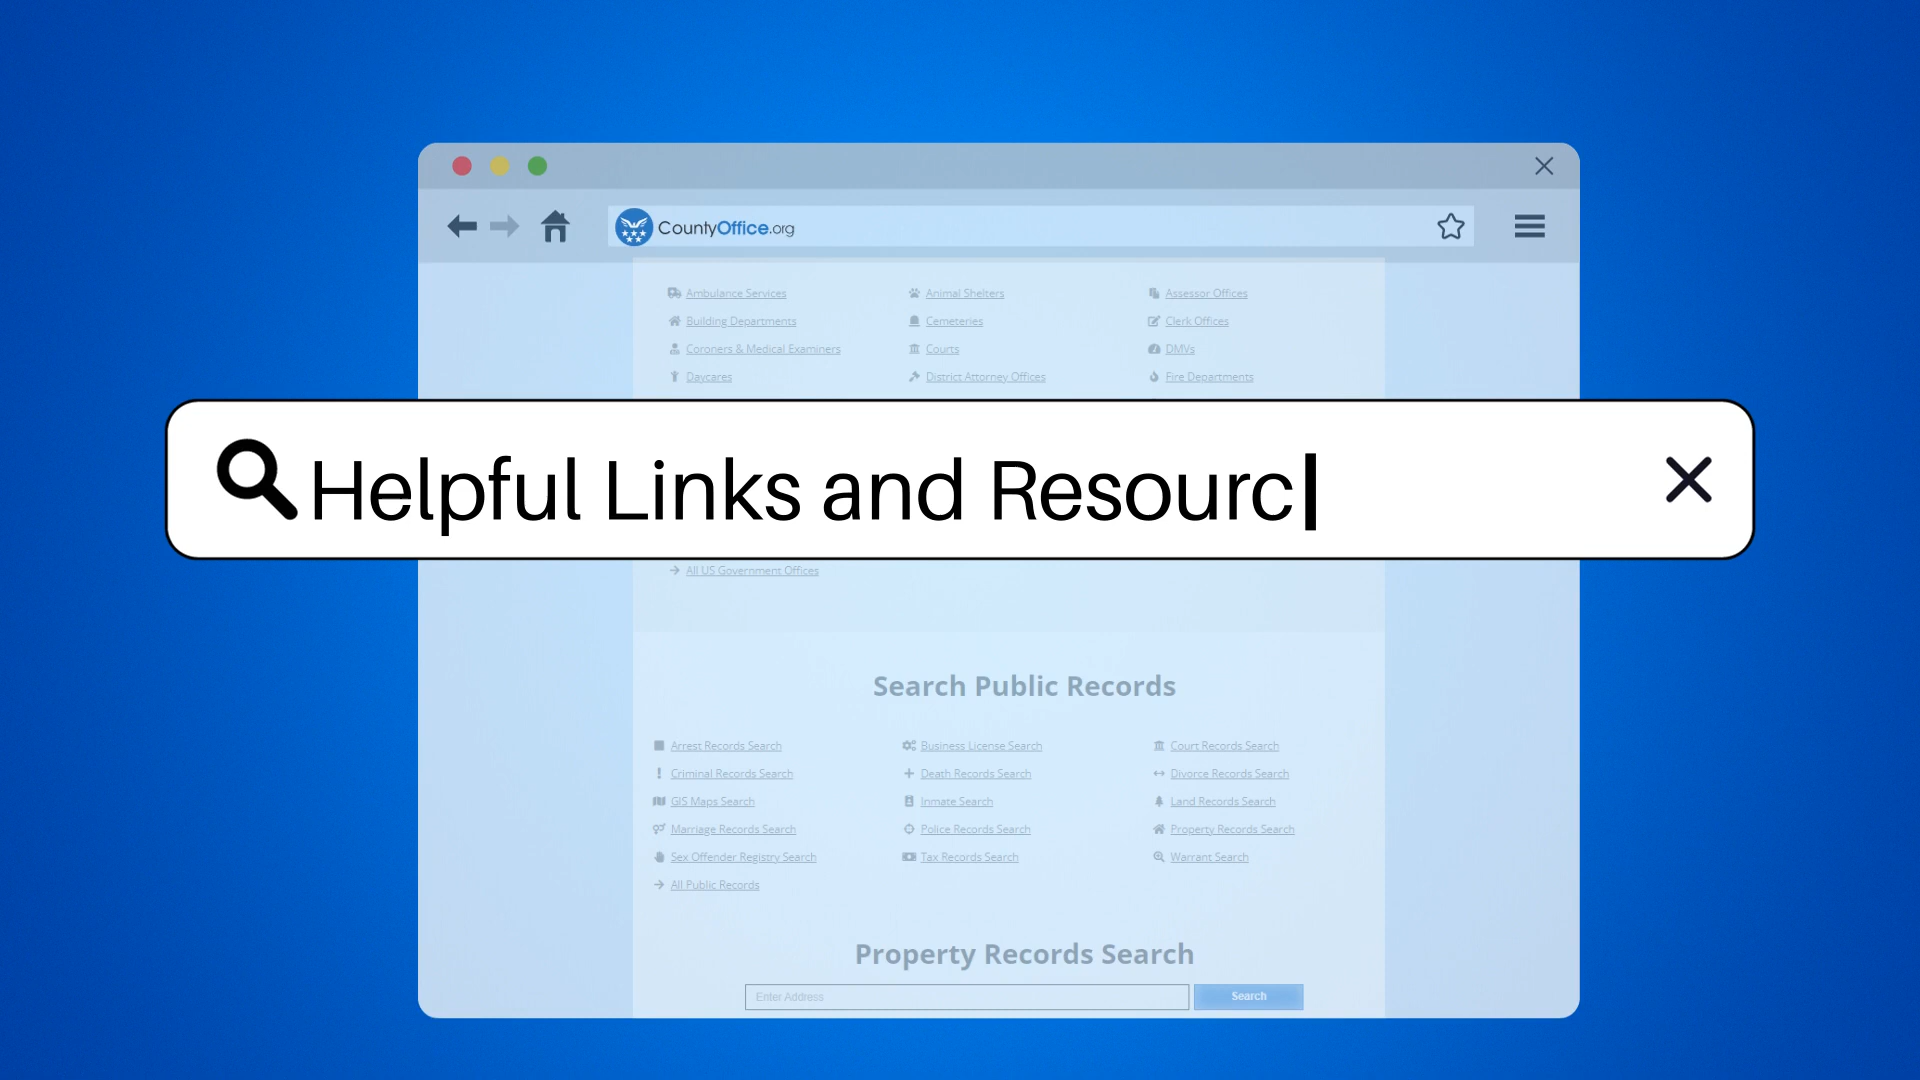 CountyOffice.org
Ambulance Services Animal Shelters Assessor Offices
Building Departments Cemeteries Clerk Offices
Coroners & Medical Examiners Courts DMVs
Daycares District Attorney Offices Fire Departments
Helpful Links and Resourc
All US Government Offices
Search Public Records
Arrest Records Search Business License Search Court Records Search
Criminal Records Search Death Records Search Divorce Records Search
GIS Maps Search Inmate Search Land Records Search
Marriage Records Search Police Records Search Property Records Search
Sex Offender Registry Search Tax Records Search Warrant Search
All Public Records
Property Records Search
Enter Address Search